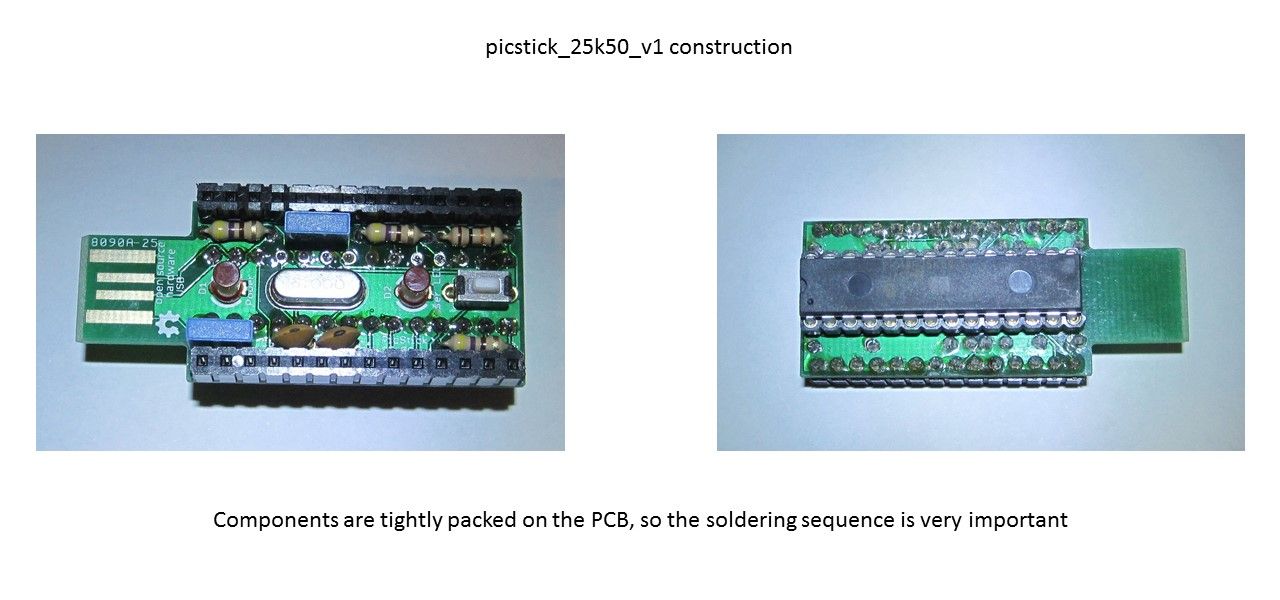 picstick_25k50_v1 construction
8090A-25
open source
hardware
USB
D1
D2
Components are tightly packed on the PCB, so the soldering sequence is very important